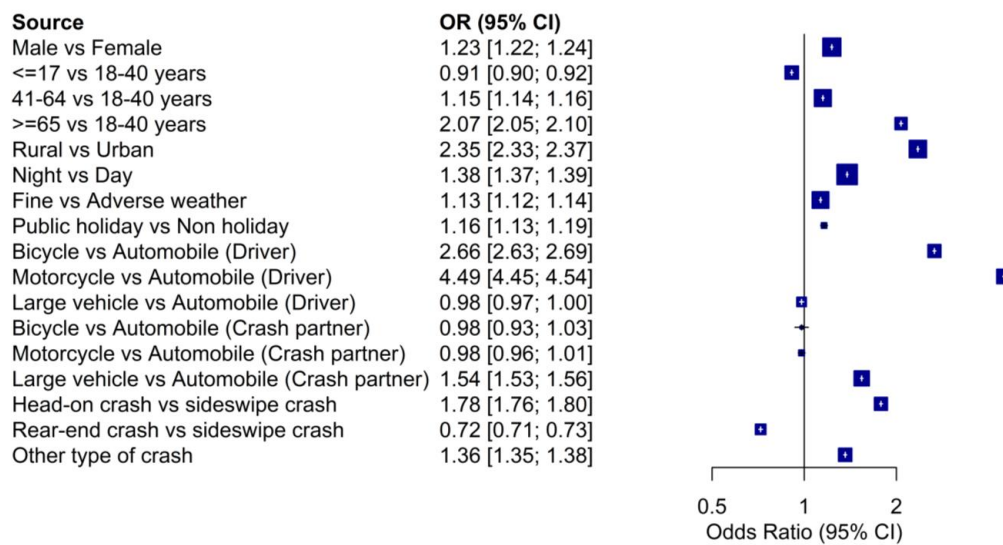 Source OR (95% CI)
Male vs Female 1.23 [1.22; 1.24]
<=17 vs 18-40 years 0.91 [0.90; 0.92]
41-64 vs 18-40 years 1.15 [1.14; 1.16]
>=65 vs 18-40 years 2.07 [2.05; 2.10]
Rural vs Urban 2.35 [2.33; 2.37]
Night vs Day 1.38 [1.37; 1.39]
Fine vs Adverse weather 1.13 [1.12; 1.14]
Public holiday vs Non holiday 1.16 [1.13; 1.19]
Bicycle vs Automobile (Driver) 2.66 [2.63; 2.69]
Motorcycle vs Automobile (Driver) 4.49 [4.45; 4.54]
Large vehicle vs Automobile (Driver) 0.98 [0.97; 1.00]
Bicycle vs Automobile (Crash partner) 0.98 [0.93; 1.03]
Motorcycle vs Automobile (Crash partner) 0.98 [0.96; 1.01]
Large vehicle vs Automobile (Crash partner) 1.54 [1.53; 1.56]
Head-on crash vs sideswipe crash 1.78 [1.76; 1.80]
Rear-end crash vs sideswipe crash 0.72 [0.71; 0.73]
Other type of crash 1.36 [1.35; 1.38]
0.5 1 2
Odds Ratio (95% CI)